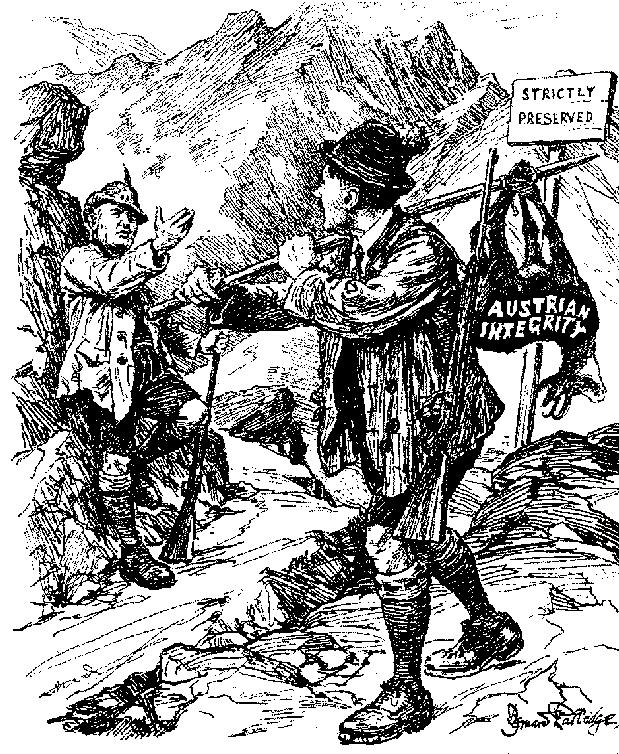 STRICTLY
PRESERVED
AUSTRIAN
INTEGRITY
Bernard Partridge